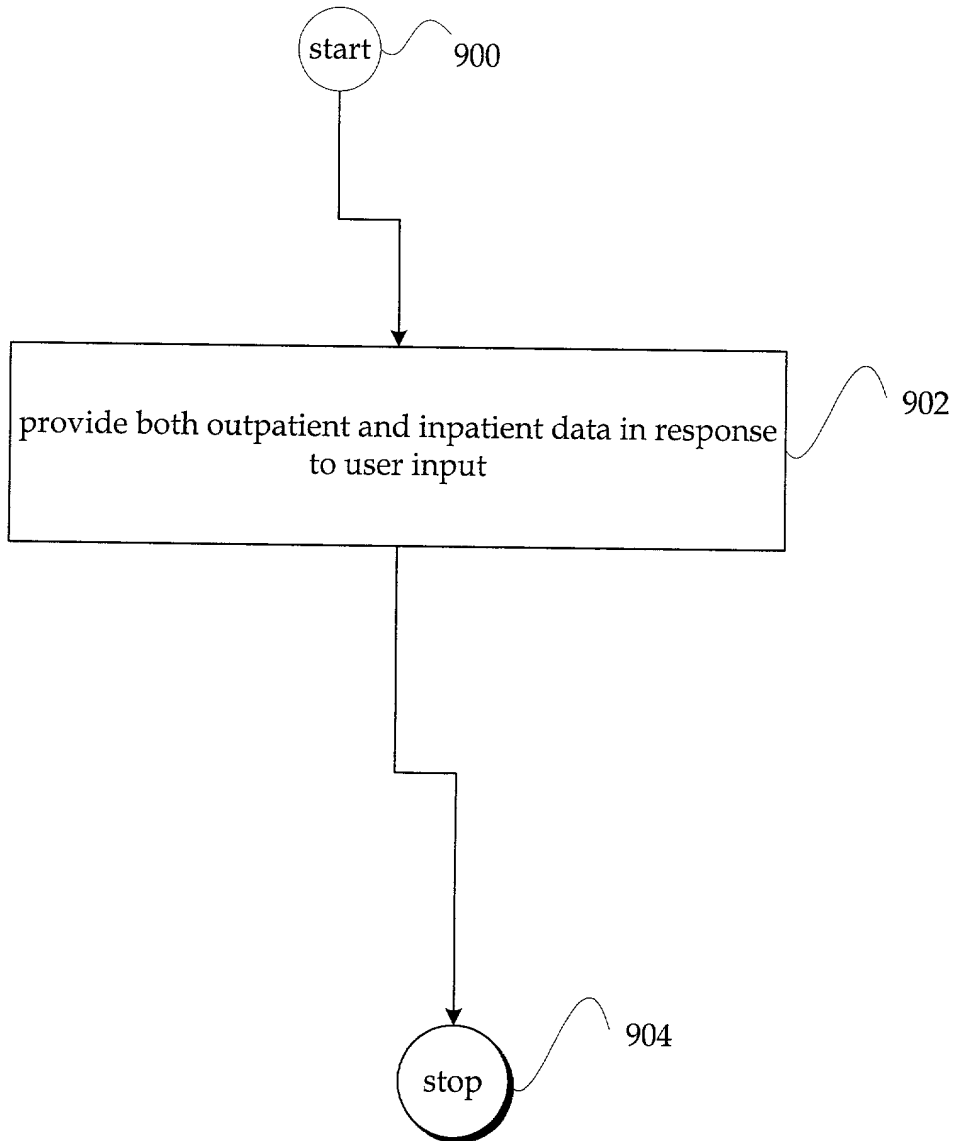 start
900
provide both outpatient and inpatient data in response
to user input
902
904
stop